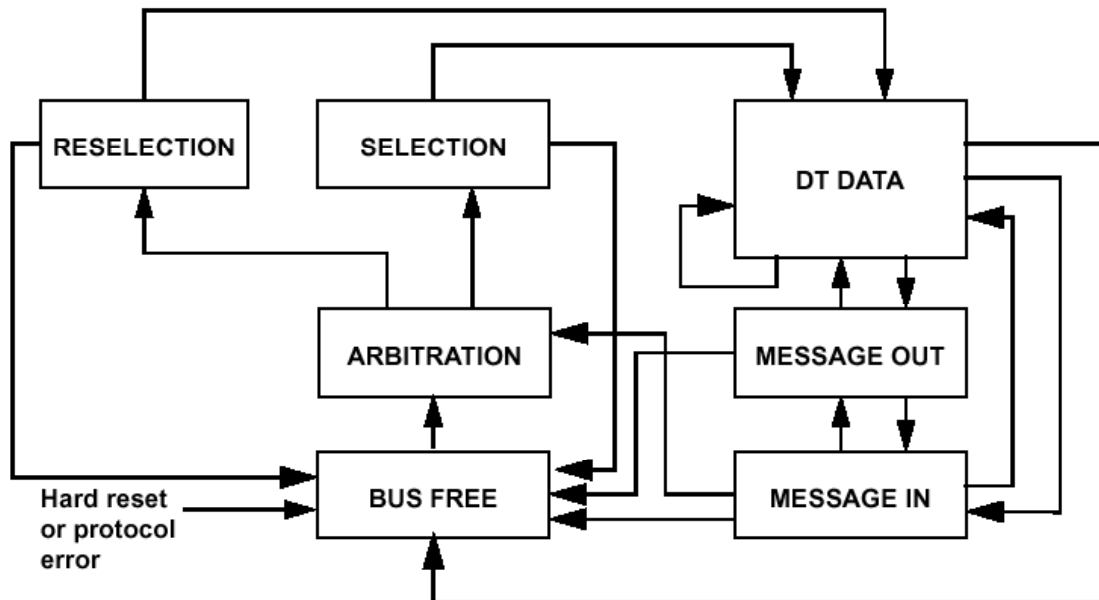 RESELECTION
SELECTION
DT DATA
ARBITRATION
MESSAGE OUT
BUS FREE
MESSAGE IN
Hard reset
or protocol
error